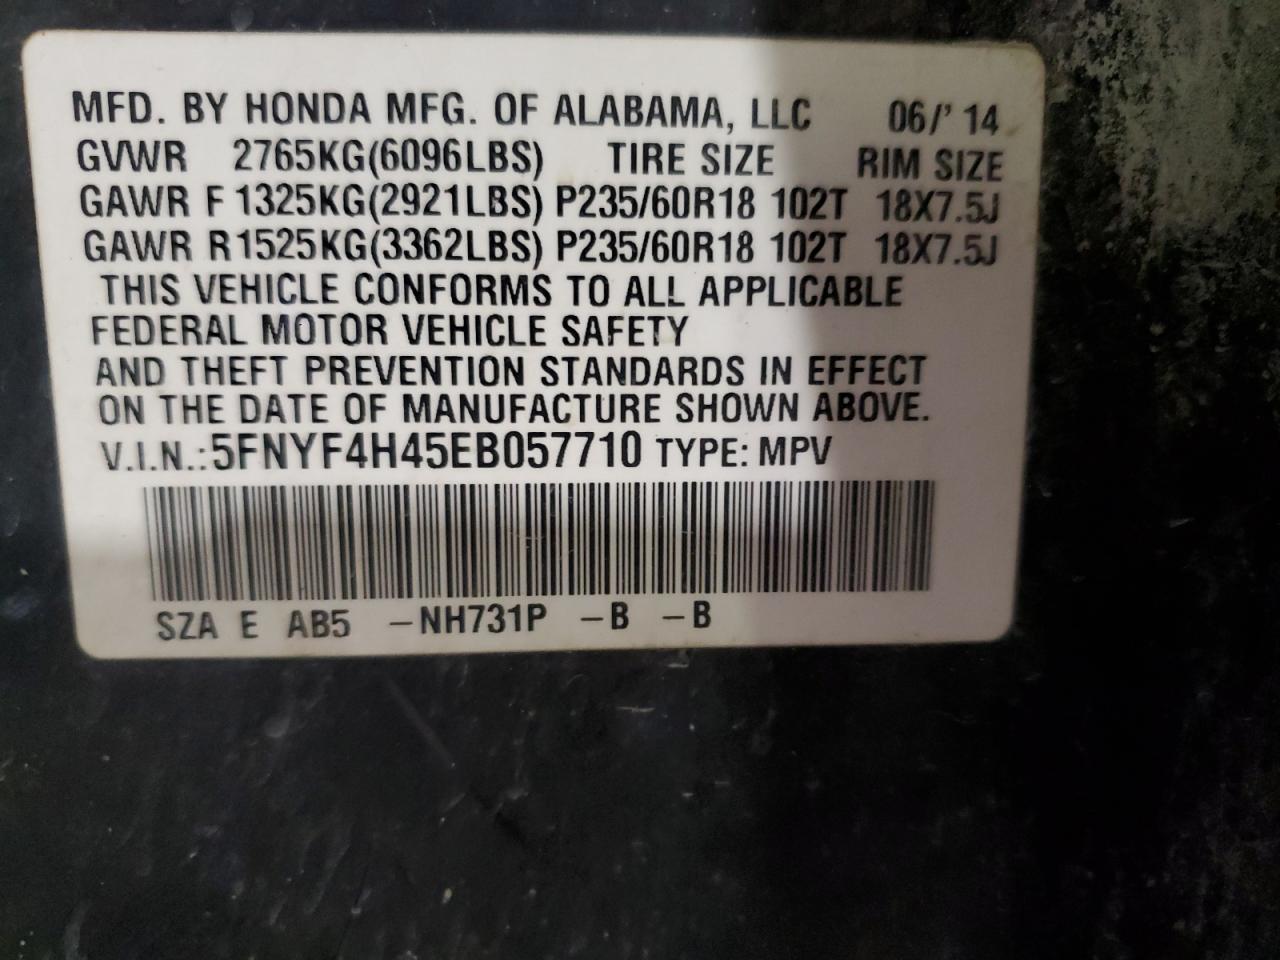 MFD. BY HONDA MFG. OF ALABAMA, LLC 06/' 14
GVWR 2765KG(6096LBS) TIRE SIZE RIM SIZE
GAWR F 1325KG(2921LBS) P235/60R18 102T 18X7.5J
GAWR R 1525KG(3362LBS) P235/60R18 102T 18X7.5J
THIS VEHICLE CONFORMS TO ALL APPLICABLE
FEDERAL MOTOR VEHICLE SAFETY
AND THEFT PREVENTION STANDARDS IN EFFECT
ON THE DATE OF MANUFACTURE SHOWN ABOVE.
V.I.N.: 5FNYF4H45EB057710 TYPE: MPV
SZA E AB5 -NH731P -B -B